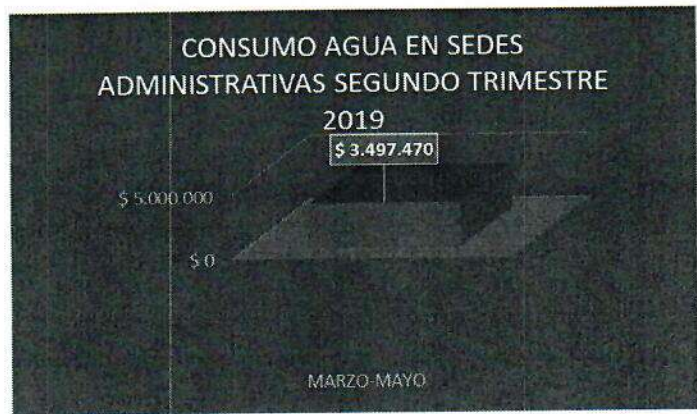 CONSUMO AGUA EN SEDES
ADMINISTRATIVAS SEGUNDO TRIMESTRE
2019
$ 3.497.470
$ 5.000.000
$ 0
MARZO-MAYO